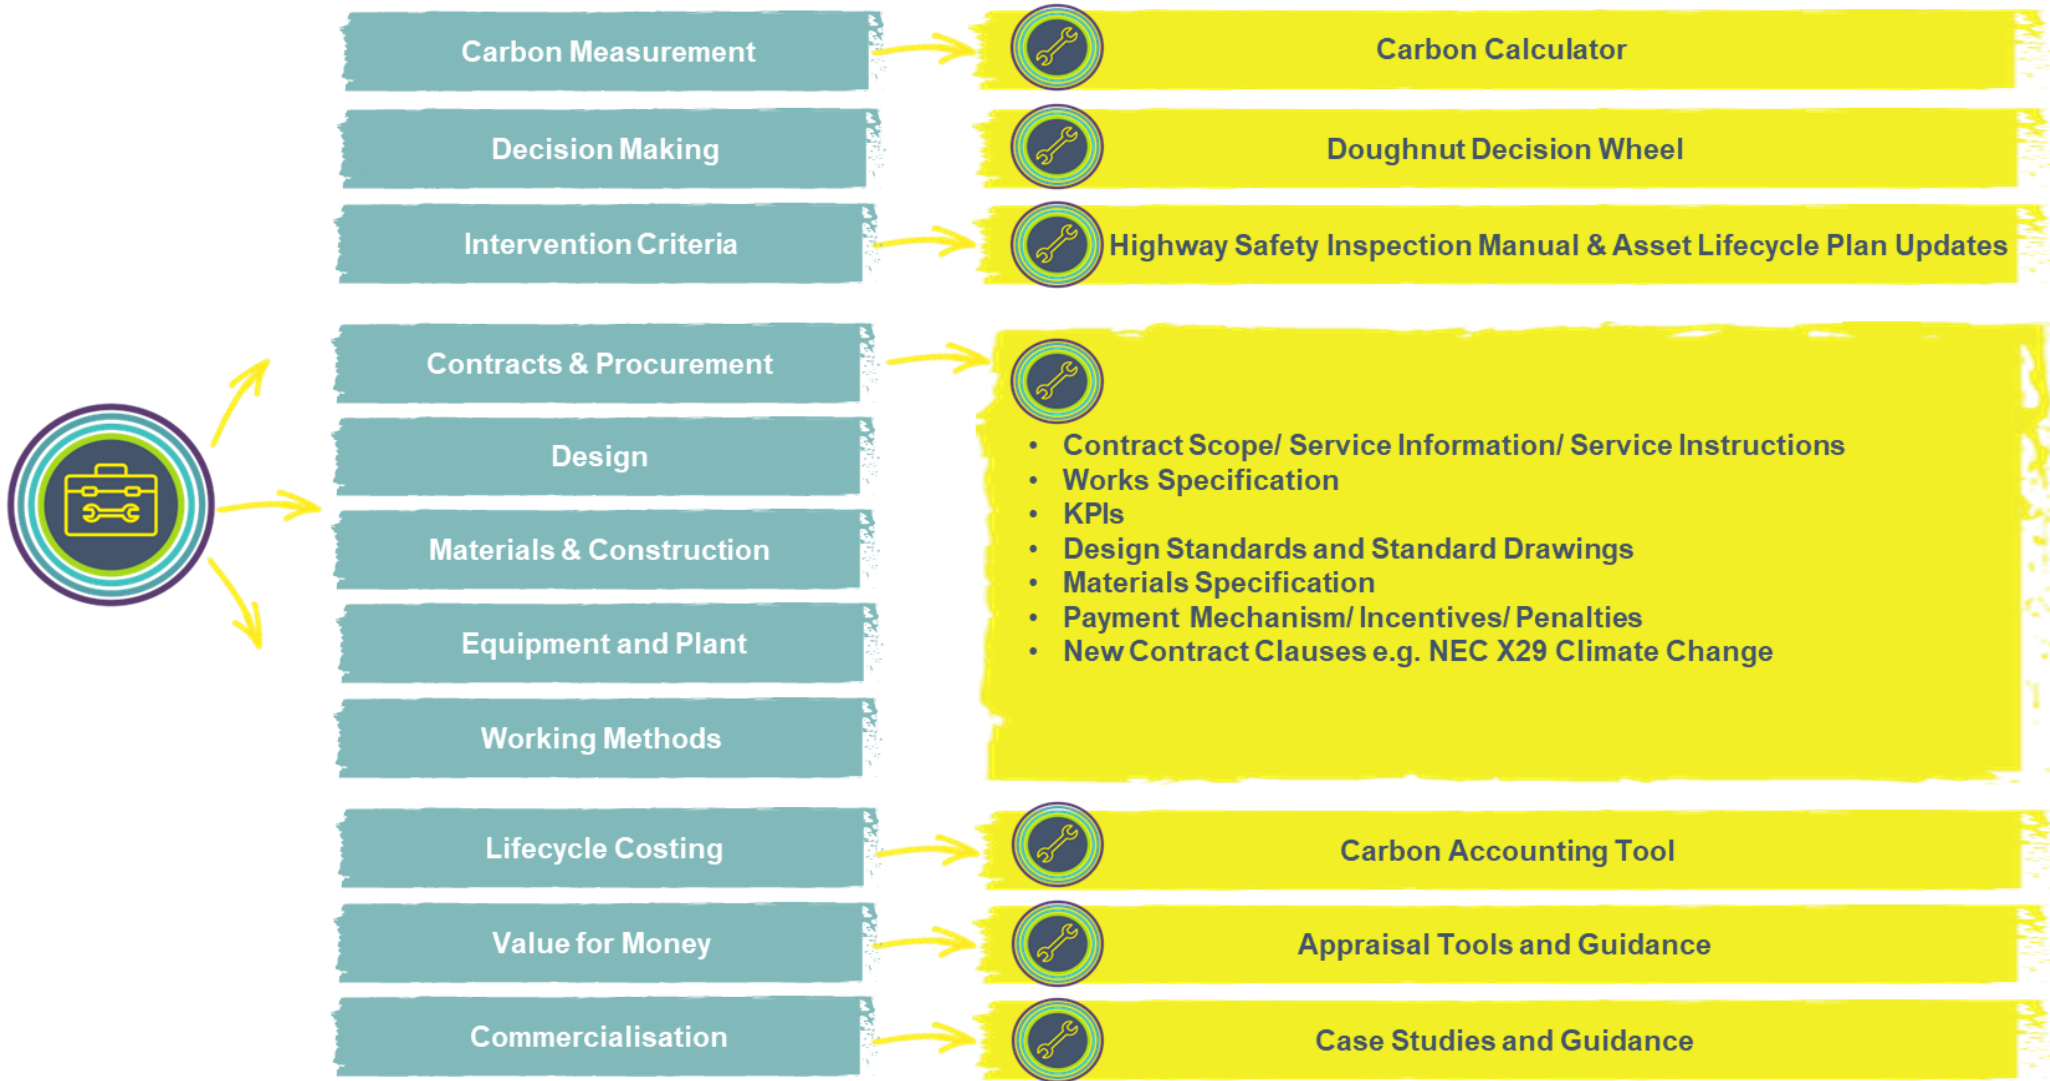 Carbon Measurement
Carbon Calculator
Decision Making
Doughnut Decision Wheel
Intervention Criteria
Highway Safety Inspection Manual & Asset Lifecycle Plan Updates
Contracts & Procurement
Design
Materials & Construction
Equipment and Plant
Working Methods
• Contract Scope/ Service Information/ Service Instructions
• Works Specification
• KPIs
• Design Standards and Standard Drawings
• Materials Specification
• Payment Mechanism/ Incentives/ Penalties
• New Contract Clauses e.g. NEC X29 Climate Change
Lifecycle Costing
Carbon Accounting Tool
Value for Money
Appraisal Tools and Guidance
Commercialisation
Case Studies and Guidance